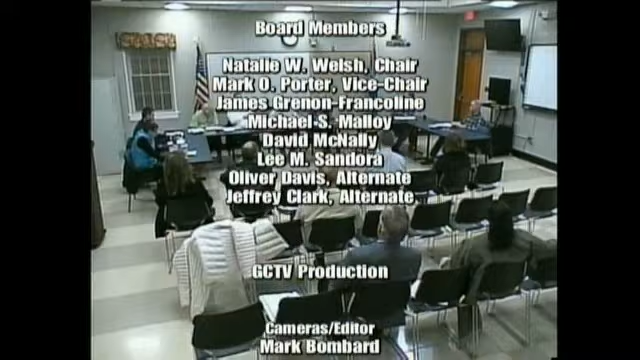 Board Members
Natalie W. Welsh, Chair
Mark O. Porter, Vice-Chair
James Grenon-Francoline
Michael S. Malloy
David McNally
Lee M. Sandora
Oliver Davis, Alternate
Jeffrey Clark, Alternate
GCTV Production
Cameras/Editor
Mark Bombard